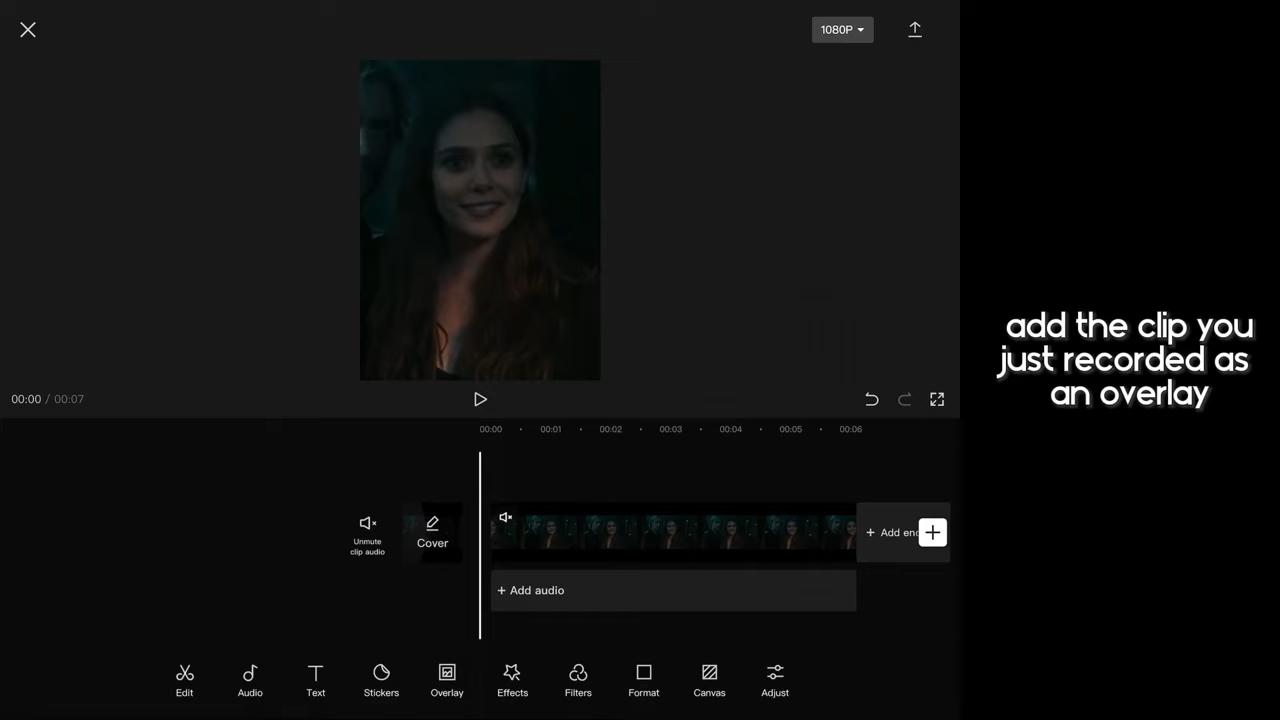 1080P
add the clip you
just recorded as
an overlay
00:00 / 00:07
00:00 00:01 00:02 00:03 00:04 00:05 00:06
Unmute
clip audio
Cover
+ Add en
+ Add audio
Edit Audio Text Stickers Overlay Effects Filters Format Canvas Adjust